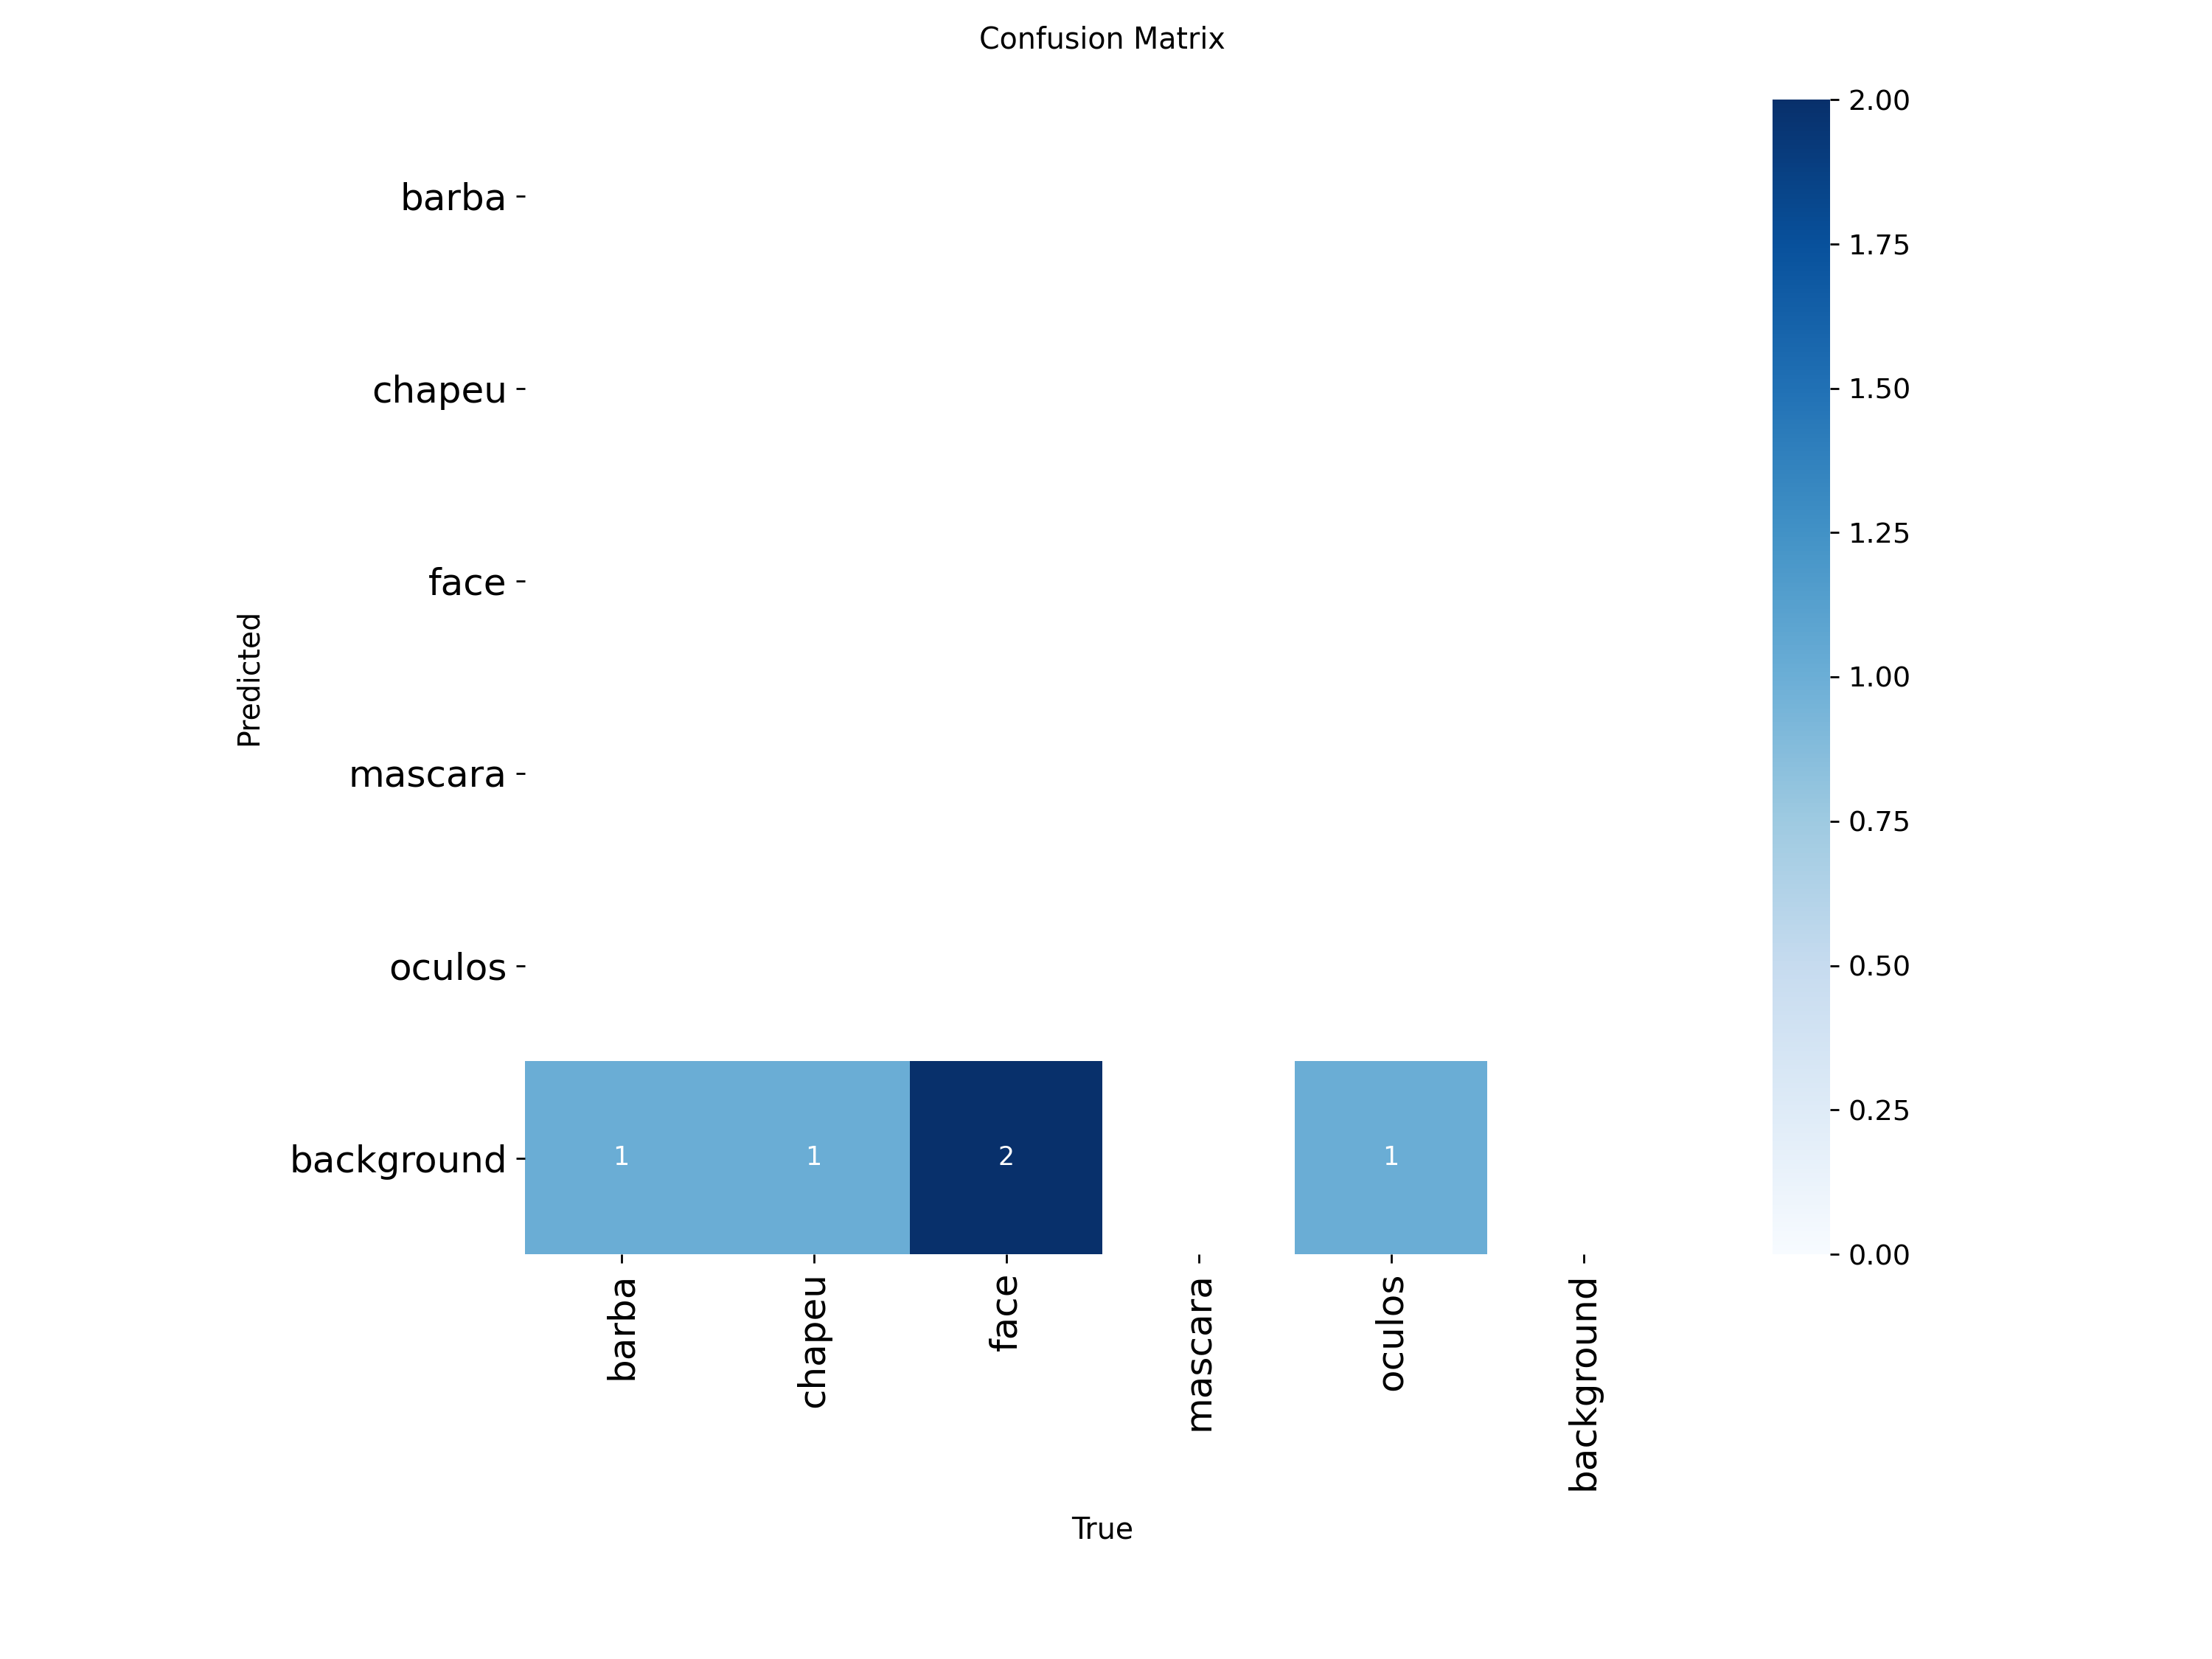 Confusion Matrix
2.00
barba
1.75
chapeu
1.50
1.25
face
Predicted
1.00
mascara
0.75
oculos
0.50
0.25
background
1 1 2 1
0.00
barba
chapeu
face
mascara
oculos
background
True